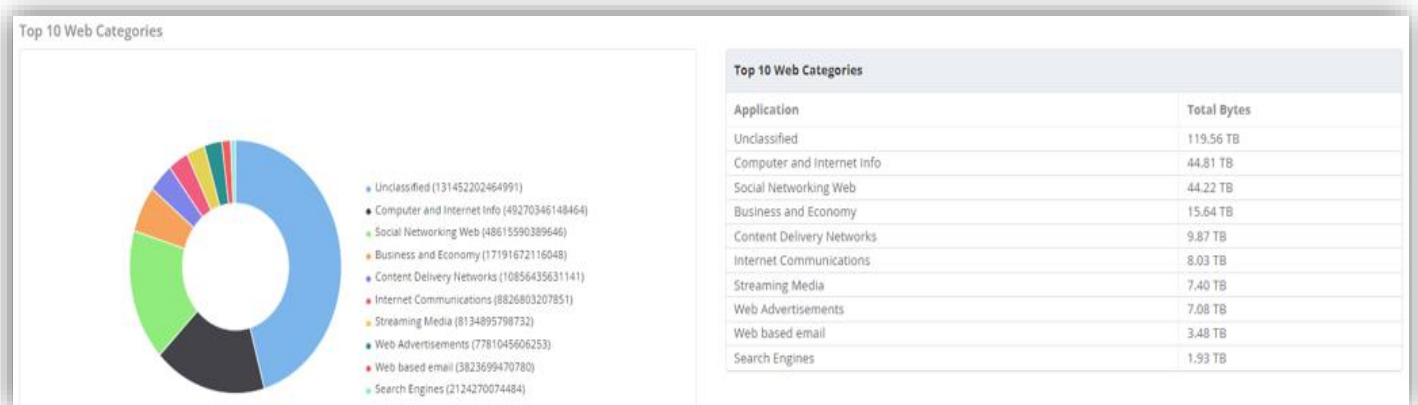 Top 10 Web Categories
Unclassified (131452202464991)
Computer and Internet Info (49270346148464)
Social Networking Web (48615590389646)
Business and Economy (17191672116048)
Content Delivery Networks (10856435631141)
Internet Communications (8826803207851)
Streaming Media (8134895798732)
Web Advertisements (7781045606253)
Web based email (3823699470780)
Search Engines (2124270074484)
Top 10 Web Categories
Application Total Bytes
Unclassified 119.56 TB
Computer and Internet Info 44.81 TB
Social Networking Web 44.22 TB
Business and Economy 15.64 TB
Content Delivery Networks 9.87 TB
Internet Communications 8.03 TB
Streaming Media 7.40 TB
Web Advertisements 7.08 TB
Web based email 3.48 TB
Search Engines 1.93 TB